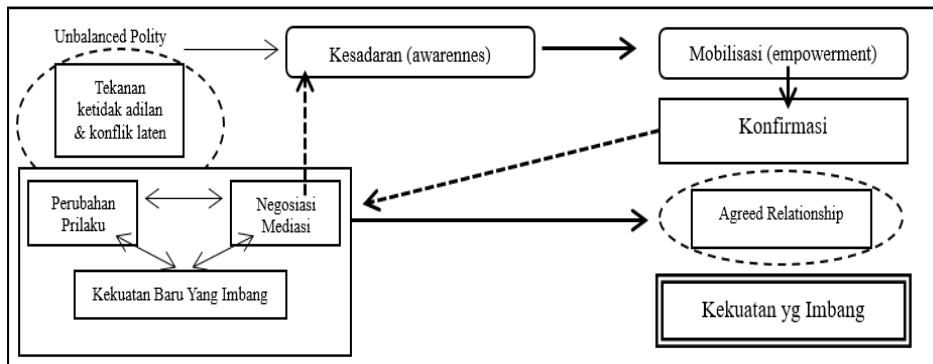 Unbalanced Polity
Kesadaran (awarennes)
Mobilisasi (empowerment)
Tekanan
ketidak adilan
& konflik laten
Konfirmasi
Perubahan
Prilaku
Negosiasi
Mediasi
Agreed Relationship
Kekuatan Baru Yang Imbang
Kekuatan yg Imbang